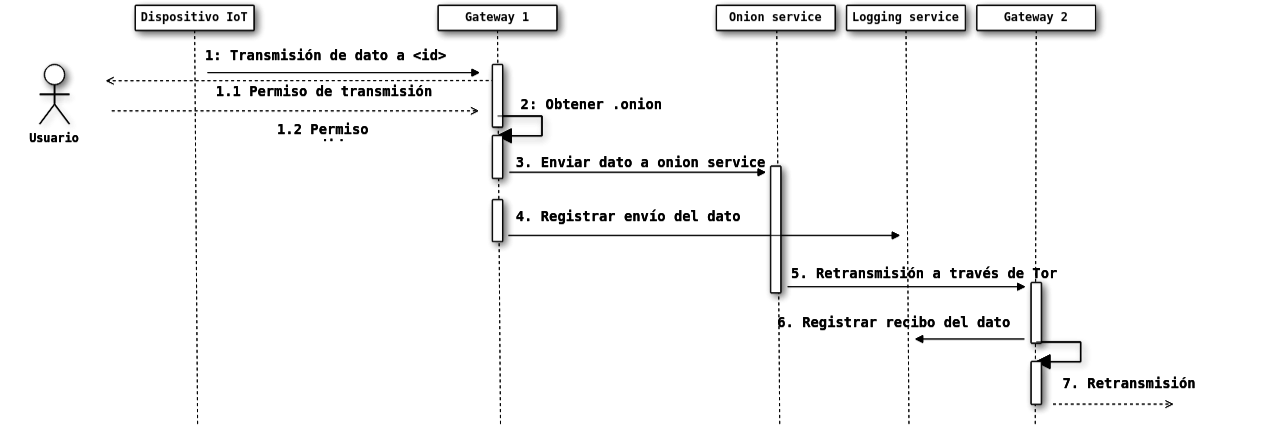 Dispositivo IoT
Gateway 1
Onion service
Logging service
Gateway 2
1: Transmisión de dato a <id>
1.1 Permiso de transmisión
Usuario
1.2 Permiso
2: Obtener .onion
3. Enviar dato a onion service
4. Registrar envío del dato
5. Retransmisión a través de Tor
6. Registrar recibo del dato
7. Retransmisión